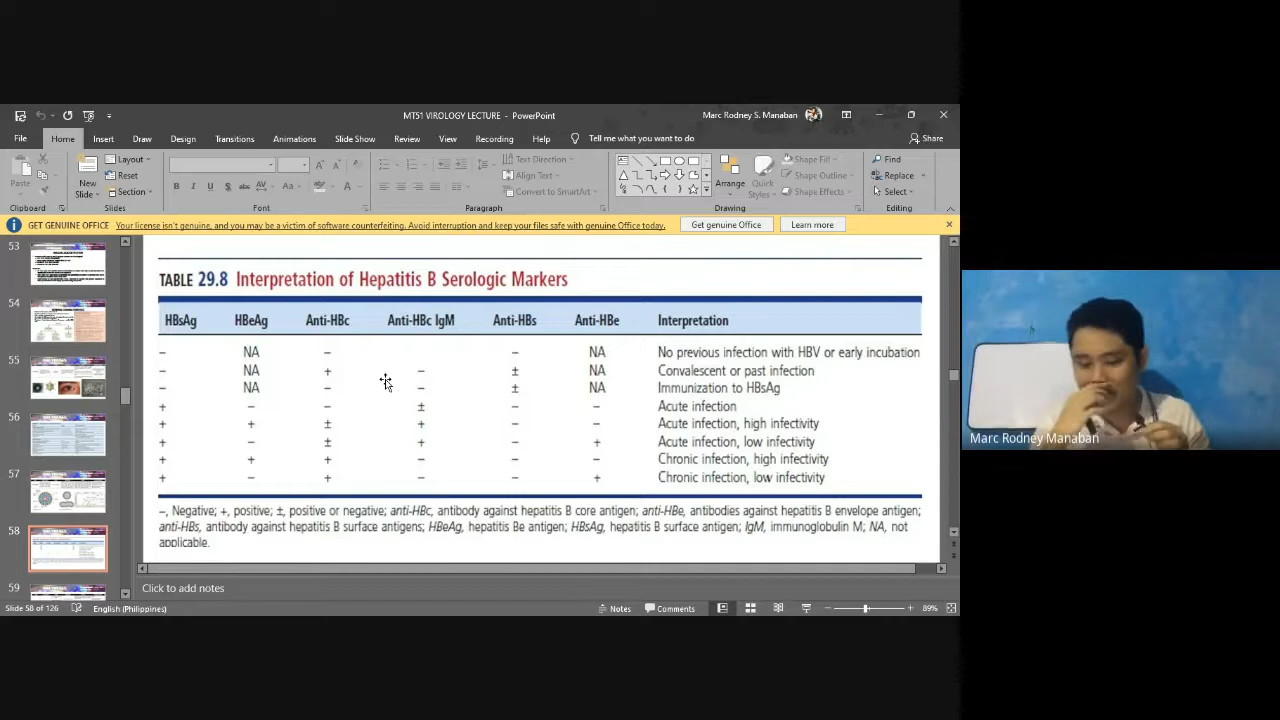 MT51 VIROLOGY LECTURE - PowerPoint
Marc Rodney S. Manaban
File Home Insert Draw Design Transitions Animations Slide Show Review View Recording Help Tell me what you want to do Share
Paste
New Slide
Layout
Reset
Section
Text Direction
Align Text
Convert to SmartArt
Arrange
Quick Styles
Shape Fill
Shape Outline
Shape Effects
Find
Replace
Select
Clipboard Slides Font Paragraph Drawing Editing
GET GENUINE OFFICE Your license isn't genuine, and you may be a victim of software counterfeiting. Avoid interruption and keep your files safe with genuine Office today. Get genuine Office Learn more
53
54
55
56
57
58
59
TABLE 29.8 Interpretation of Hepatitis B Serologic Markers
HBsAg HBeAg Anti-HBc Anti-HBc IgM Anti-HBs Anti-HBe Interpretation
– NA – – NA No previous infection with HBV or early incubation
– NA + – ± NA Convalescent or past infection
– NA – – ± NA Immunization to HBsAg
+ – – ± – – Acute infection
+ + ± + – – Acute infection, high infectivity
+ – ± + – + Acute infection, low infectivity
+ + + – – – Chronic infection, high infectivity
+ – + – – + Chronic infection, low infectivity
–, Negative; +, positive; ±, positive or negative; anti-HBc, antibody against hepatitis B core antigen; anti-HBe, antibodies against hepatitis B envelope antigen;
anti-HBs, antibody against hepatitis B surface antigens; HBeAg, hepatitis Be antigen; HBsAg, hepatitis B surface antigen; IgM, immunoglobulin M; NA, not
applicable.
Click to add notes
Slide 58 of 126 English (Philippines) Notes Comments 89%
Marc Rodney Manaban